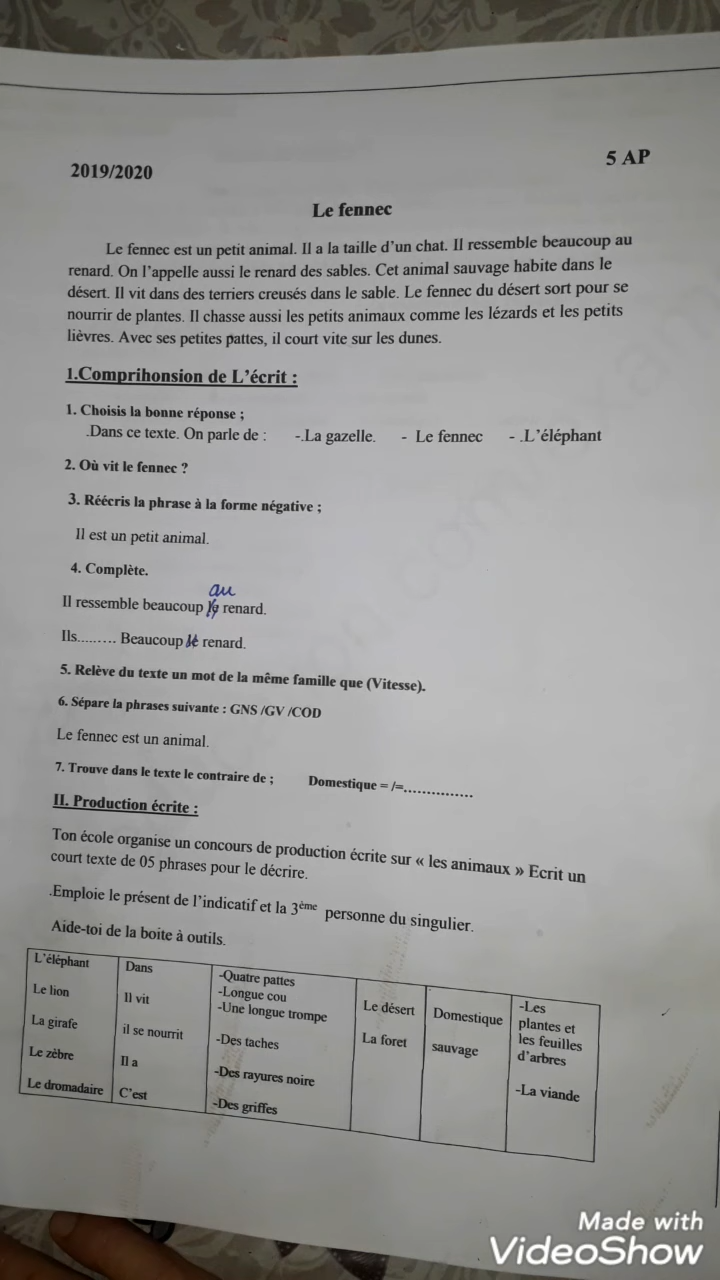 2019/2020
5 AP
Le fennec
Le fennec est un petit animal. Il a la taille d'un chat. Il ressemble beaucoup au
renard. On l'appelle aussi le renard des sables. Cet animal sauvage habite dans le
désert. Il vit dans des terriers creusés dans le sable. Le fennec du désert sort pour se
nourrir de plantes. Il chasse aussi les petits animaux comme les lézards et les petits
lièvres. Avec ses petites pattes, il court vite sur les dunes.
1.Comprihonsion de L'écrit :
1. Choisis la bonne réponse ;
.Dans ce texte. On parle de : -.La gazelle. - Le fennec - .L'éléphant
2. Où vit le fennec ?
3. Réécris la phrase à la forme négative ;
Il est un petit animal.
4. Complète.
au
Il ressemble beaucoup renard.
Ils......... Beaucoup le renard.
5. Relève du texte un mot de la même famille que (Vitesse).
6. Sépare la phrases suivante : GNS /GV /COD
Le fennec est un animal.
7. Trouve dans le texte le contraire de ; Domestique = /=...............
II. Production écrite :
Ton école organise un concours de production écrite sur « les animaux » Ecrit un
court texte de 05 phrases pour le décrire.
.Emploie le présent de l'indicatif et la 3ème personne du singulier.
Aide-toi de la boite à outils.
L'éléphant
Le lion
La girafe
Le zèbre
Le dromadaire
Dans
Il vit
il se nourrit
Il a
C'est
-Quatre pattes
-Longue cou
-Une longue trompe
-Des taches
-Des rayures noire
-Des griffes
Le désert
La foret
Domestique
sauvage
-Les
plantes et
les feuilles
d'arbres
-La viande
Made with
VideoShow